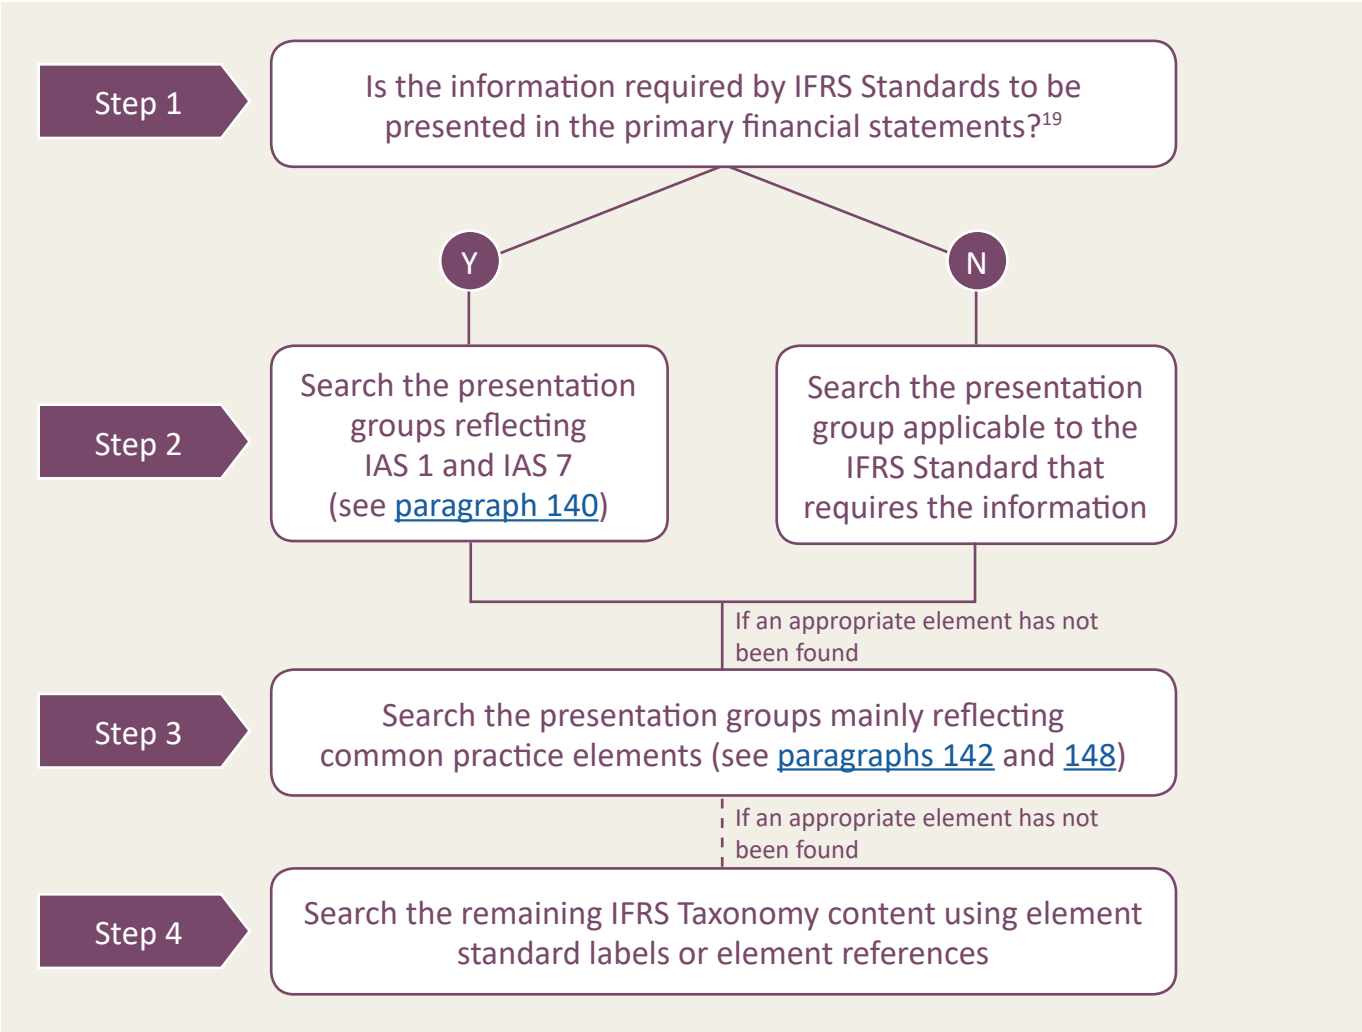 Step 1
Is the information required by IFRS Standards to be
presented in the primary financial statements?19
Y
N
Step 2
Search the presentation
groups reflecting
IAS 1 and IAS 7
(see paragraph 140)
Search the presentation
group applicable to the
IFRS Standard that
requires the information
If an appropriate element has not
been found
Step 3
Search the presentation groups mainly reflecting
common practice elements (see paragraphs 142 and 148)
If an appropriate element has not
been found
Step 4
Search the remaining IFRS Taxonomy content using element
standard labels or element references